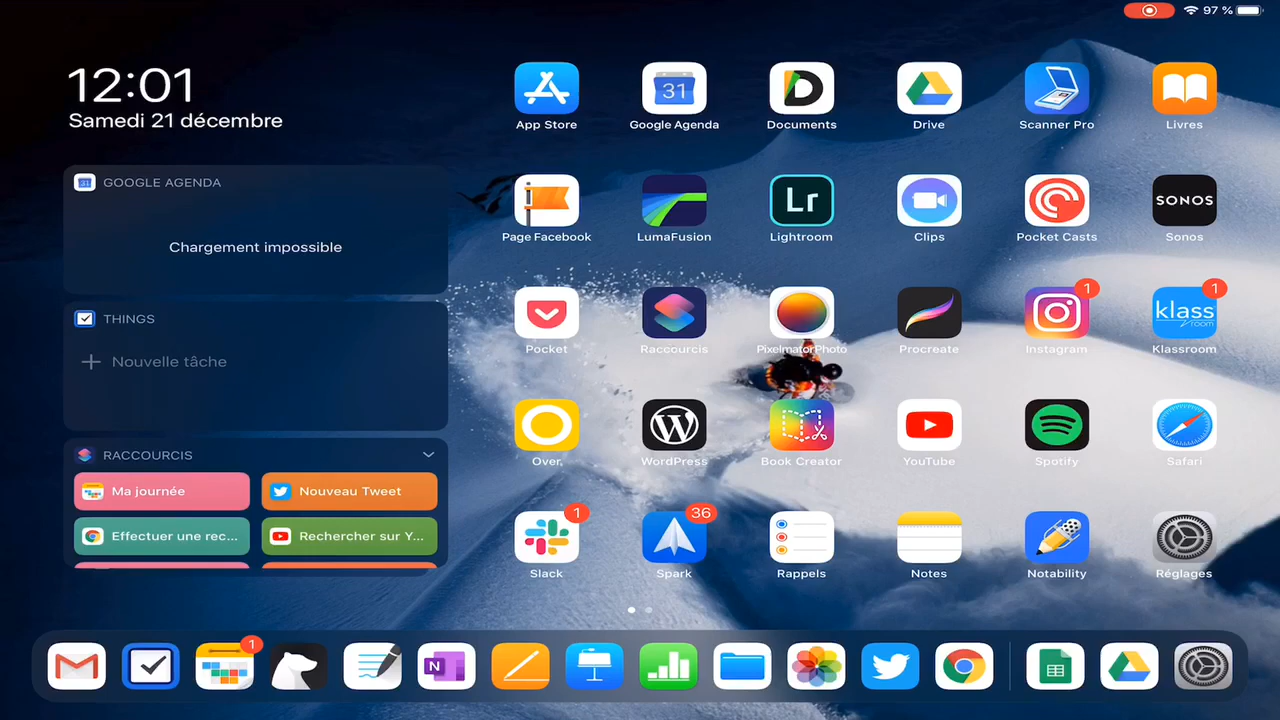 97 %
12:01
Samedi 21 décembre
GOOGLE AGENDA
Chargement impossible
THINGS
Nouvelle tâche
RACCOURCIS
Ma journée
Nouveau Tweet
Effectuer une rec...
Rechercher sur Y...
31
App Store
Google Agenda
Documents
Drive
Scanner Pro
Livres
Lr
SONOS
Page Facebook
LumaFusion
Lightroom
Clips
Pocket Casts
Sonos
1
1
klass
room
Pocket
Raccourcis
PixelmatorPhoto
Procreate
Instagram
Klassroom
Over.
WordPress
Book Creator
YouTube
Spotify
Safari
1
36
Slack
Spark
Rappels
Notes
Notability
Réglages
1
N